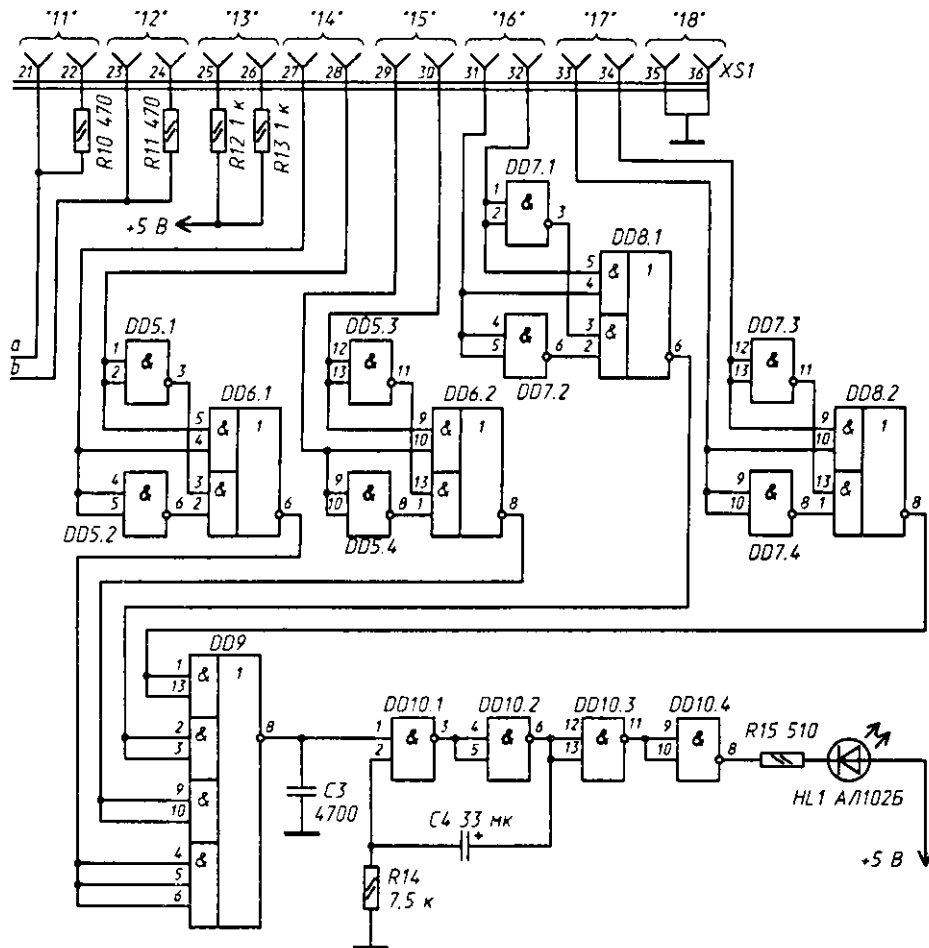 "11" "12" "13" "14" "15" "16" "17" "18"
21 22 23 24 25 26 27 28 29 30 31 32 33 34 35 36 XS1
R10 470
R11 470
R12 1 к
R13 1 к
+5 В
a
b
DD7.1
1 & 3
2
DD8.1
5 & 1
4
3 & 6
2
4 & 6
5
DD7.2
DD5.1
1 & 3
2
DD6.1
5 & 1
4
3 & 6
2
4 & 6
5
DD5.2
DD5.3
12 & 11
13
DD6.2
9 & 1
10
13 & 8
1
9 & 8
10
DD5.4
DD7.3
12 & 11
13
DD8.2
9 & 1
10
13 & 8
1
9 & 8
10
DD7.4
DD9
1 & 1
13
2 & 8
3
9 &
10
4 &
5
6
C3
4700
DD10.1
1 & 3
2
DD10.2
4 & 6
5
DD10.3
12 & 11
13
DD10.4
9 & 8
10
C4 33 мк
+
R14
7,5 к
R15 510
HL1 АЛ102Б
+5 В